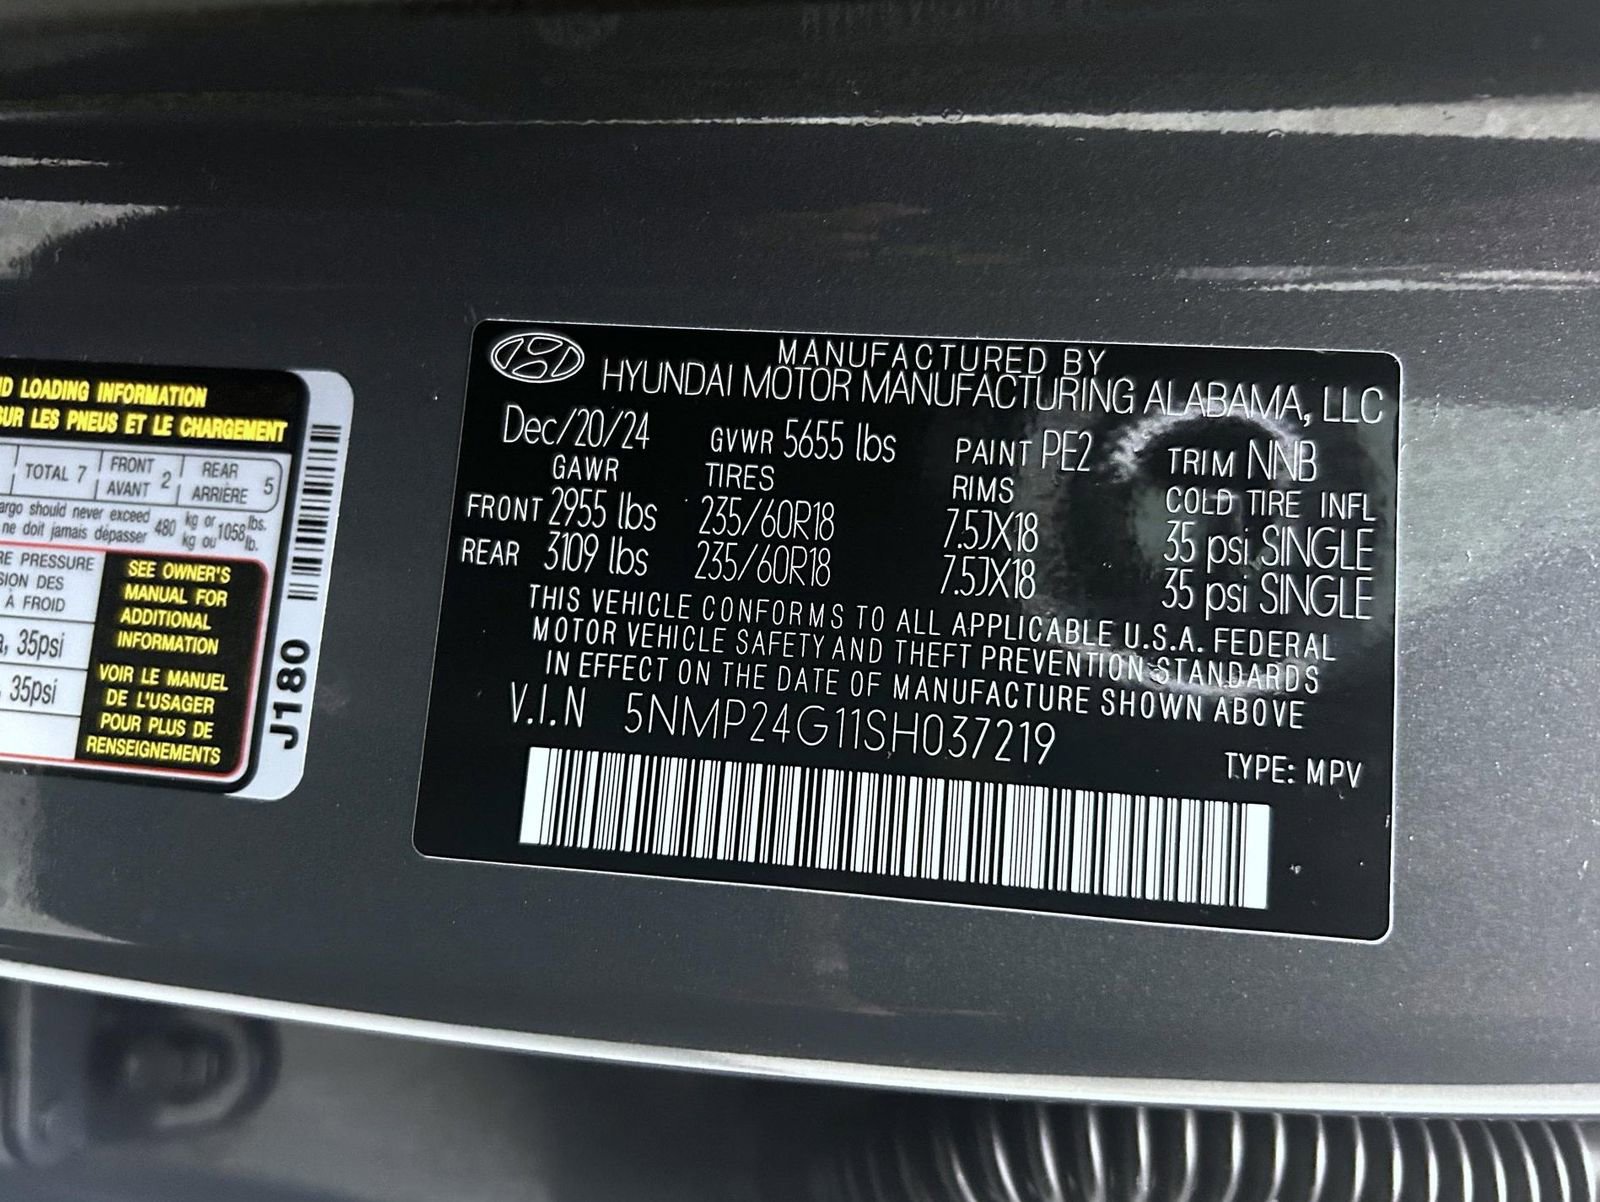 ND LOADING INFORMATION
SUR LES PNEUS ET LE CHARGEMENT
TOTAL 7 FRONT AVANT 2 REAR ARRIÈRE 5
should never exceed 480 kg or 1058 lbs.
ne doit jamais dépasser 480 kg ou 1058 lb.
PRESSURE
DES
À FROID
35psi
35psi
SEE OWNER'S
MANUAL FOR
ADDITIONAL
INFORMATION
VOIR LE MANUEL
DE L'USAGER
POUR PLUS DE
RENSEIGNEMENTS
J180
MANUFACTURED BY
HYUNDAI MOTOR MANUFACTURING ALABAMA, LLC
Dec/20/24 GVWR 5655 lbs PAINT PE2 TRIM NNB
GAWR TIRES RIMS COLD TIRE INFL
FRONT 2955 lbs 235/60R18 7.5JX18 35 psi SINGLE
REAR 3109 lbs 235/60R18 7.5JX18 35 psi SINGLE
THIS VEHICLE CONFORMS TO ALL APPLICABLE U.S.A. FEDERAL
MOTOR VEHICLE SAFETY AND THEFT PREVENTION STANDARDS
IN EFFECT ON THE DATE OF MANUFACTURE SHOWN ABOVE
V.I.N 5NMP24G11SH037219
TYPE: MPV